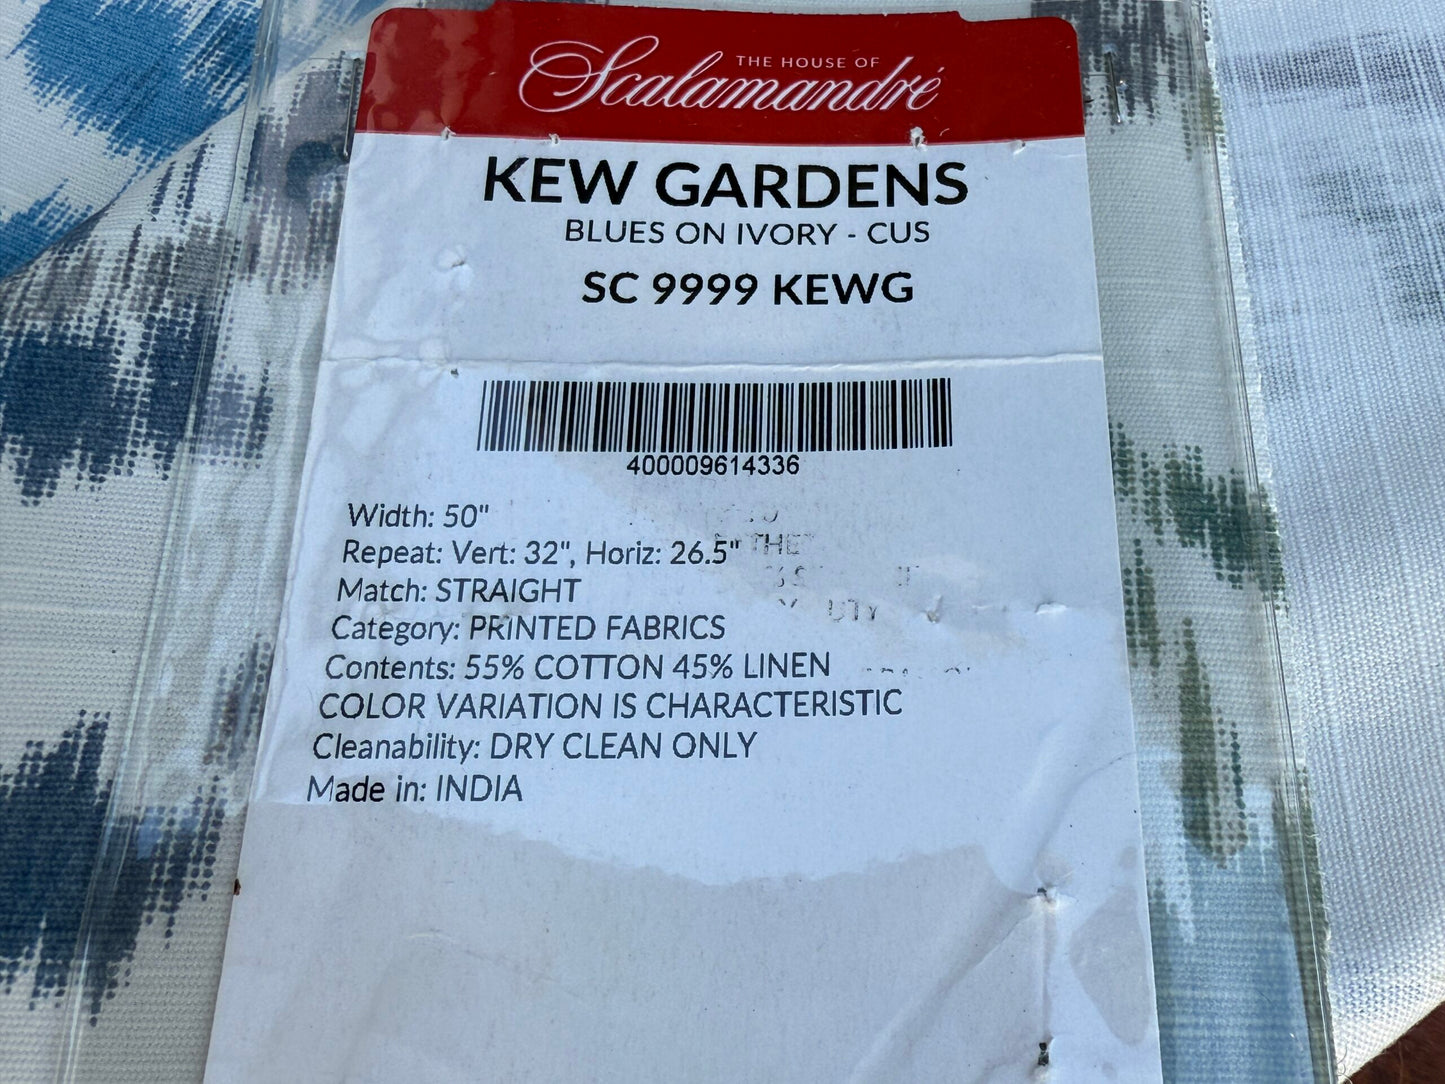 THE HOUSE OF
Scalamandré
KEW GARDENS
BLUES ON IVORY - CUS
SC 9999 KEWG
400009614336
Width: 50"
Repeat: Vert: 32", Horiz: 26.5"
THE
Match: STRAIGHT
Category: PRINTED FABRICS
Contents: 55% COTTON 45% LINEN
COLOR VARIATION IS CHARACTERISTIC
Cleanability: DRY CLEAN ONLY
Made in: INDIA